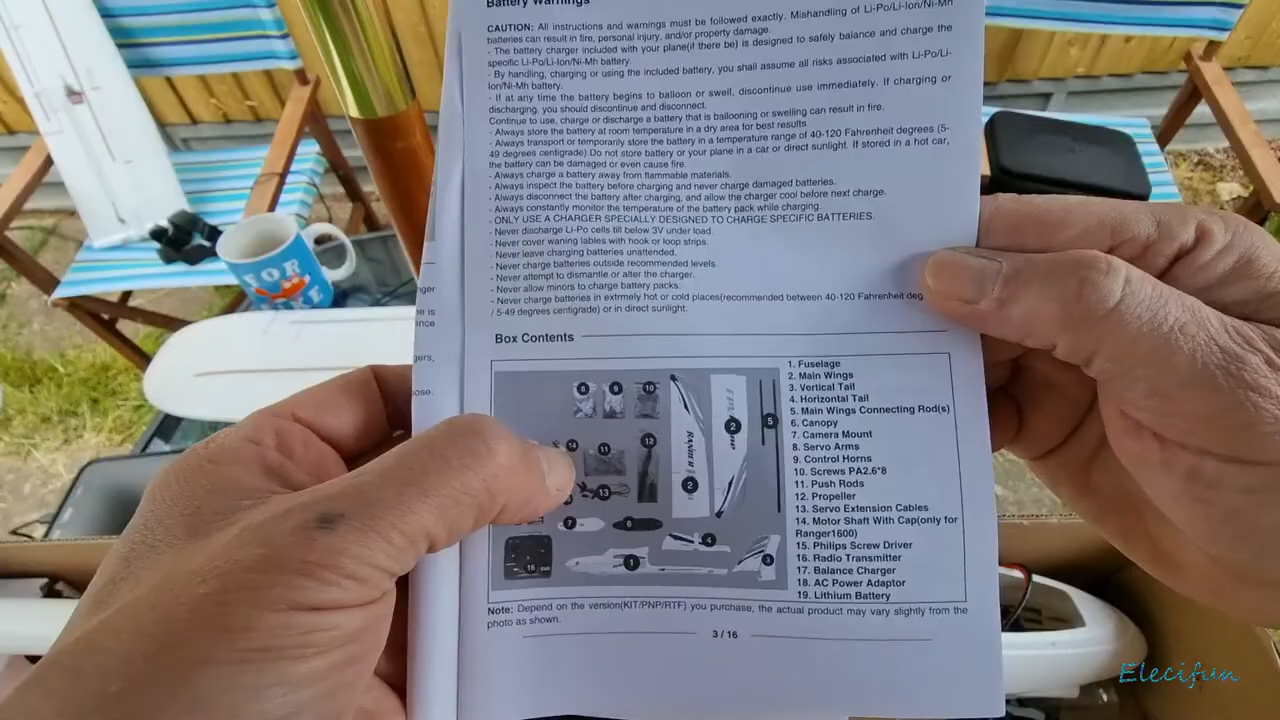 Battery Warnings
CAUTION: All instructions and warnings must be followed exactly. Mishandling of Li-Po/Li-Ion/Ni-Mh
batteries can result in fire, personal injury, and/or property damage.
- The battery charger included with your plane(if there be) is designed to safely balance and charge the
specific Li-Po/Li-Ion/Ni-Mh battery.
- By handling, charging or using the included battery, you shall assume all risks associated with Li-Po/Li-
Ion/Ni-Mh battery.
- If at any time the battery begins to balloon or swell, discontinue use immediately. If charging or
discharging, you should discontinue and disconnect.
Continue to use, charge or discharge a battery that is ballooning or swelling can result in fire.
- Always store the battery at room temperature in a dry area for best results.
- Always transport or temporarily store the battery in a temperature range of 40-120 Fahrenheit degrees (5-
49 degrees centigrade).Do not store battery or your plane in a car or direct sunlight. If stored in a hot car,
the battery can be damaged or even cause fire.
- Always charge a battery away from flammable materials.
- Always inspect the battery before charging and never charge damaged batteries.
- Always disconnect the battery after charging, and allow the charger cool before next charge.
- Always constantly monitor the temperature of the battery pack while charging.
- ONLY USE A CHARGER SPECIALLY DESIGNED TO CHARGE SPECIFIC BATTERIES.
- Never discharge Li-Po cells till below 3V under load.
- Never cover waning lables with hook or loop strips.
- Never leave charging batteries unattended.
- Never charge batteries outside recommended levels.
- Never attempt to dismantle or alter the charger.
- Never allow minors to charge battery packs.
- Never charge batteries in extrmely hot or cold places(recommended between 40-120 Fahrenheit deg
/ 5-49 degrees centigrade) or in direct sunlight.
Box Contents
8 9 10
14 11 12 13
2 2 5
7 6 4
16 1 3
1. Fuselage
2. Main Wings
3. Vertical Tail
4. Horizontal Tail
5. Main Wings Connecting Rod(s)
6. Canopy
7. Camera Mount
8. Servo Arms
9. Control Horns
10. Screws PA2.6*8
11. Push Rods
12. Propeller
13. Servo Extension Cables
14. Motor Shaft With Cap(only for
Ranger1600)
15. Philips Screw Driver
16. Radio Transmitter
17. Balance Charger
18. AC Power Adaptor
19. Lithium Battery
Note: Depend on the version(KIT/PNP/RTF) you purchase, the actual product may vary slightly from the
photo as shown.
3 / 16
FOR
Elecifun